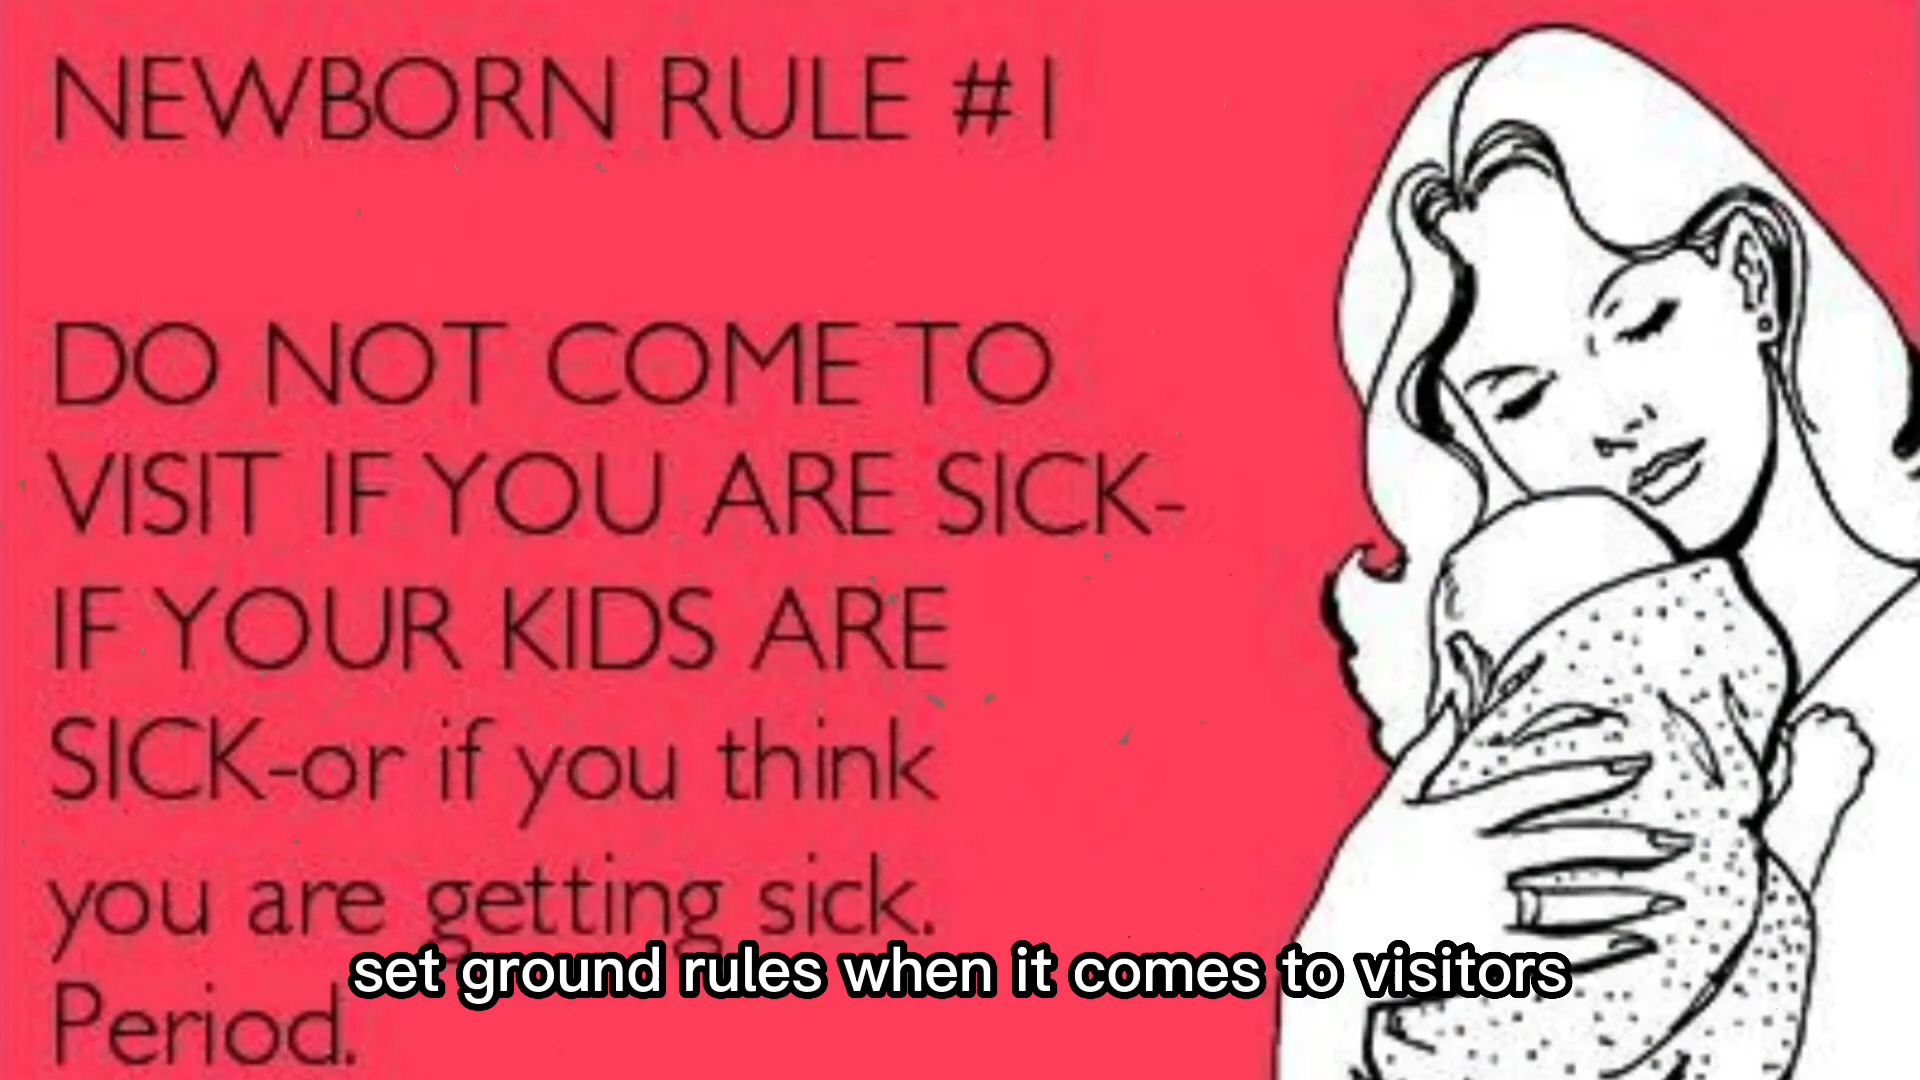 NEWBORN RULE #1
DO NOT COME TO
VISIT IF YOU ARE SICK-
IF YOUR KIDS ARE
SICK-or if you think
you are getting sick.
set ground rules when it comes to visitors
Period.